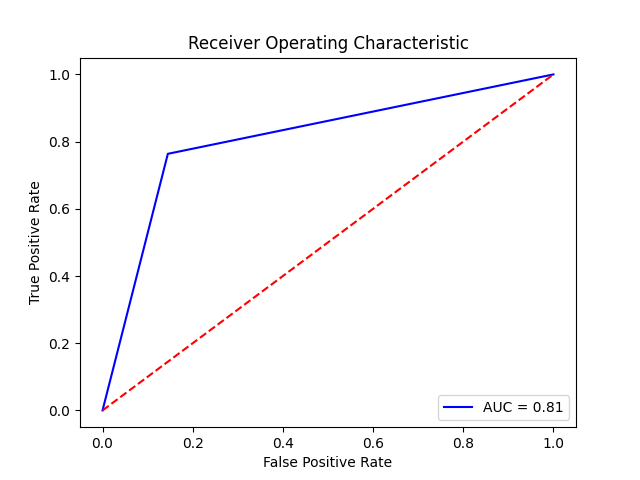 Receiver Operating Characteristic
True Positive Rate
1.0
0.8
0.6
0.4
0.2
0.0
AUC = 0.81
0.0 0.2 0.4 0.6 0.8 1.0
False Positive Rate